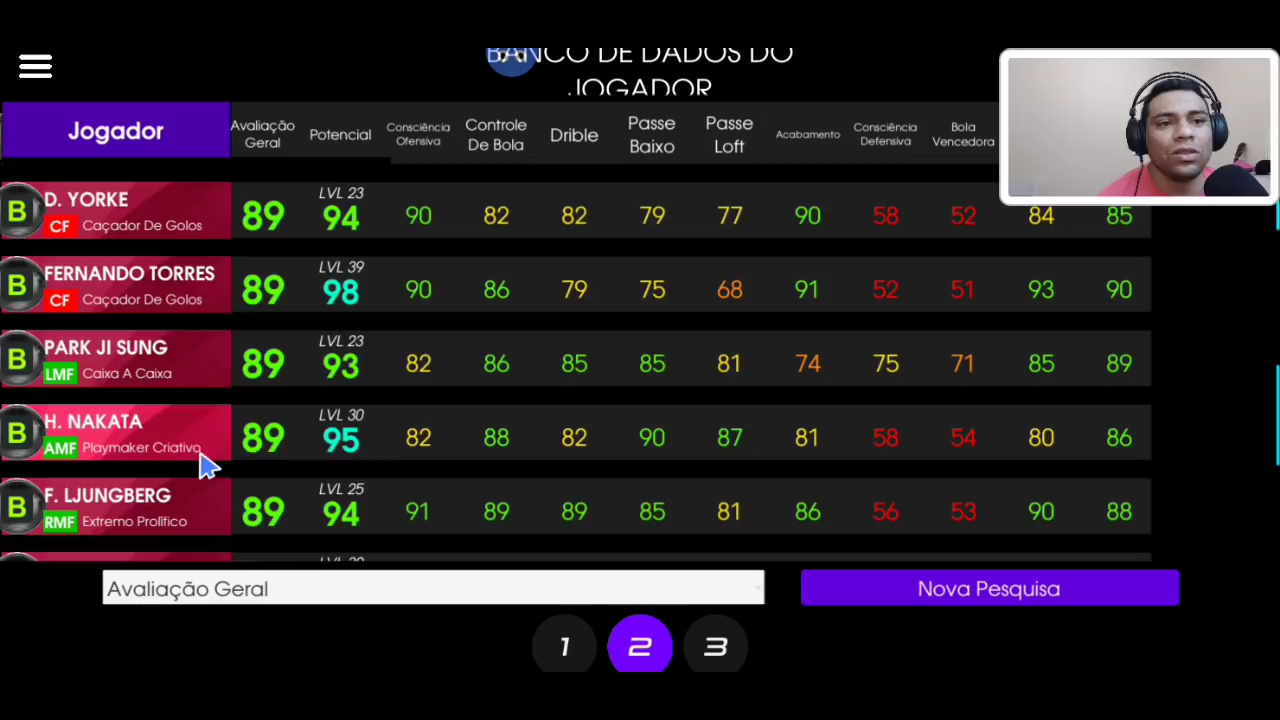 BANCO DE DADOS DO
JOGADOR
Jogador
Avaliação Geral
Potencial
Consciência Ofensiva
Controle De Bola
Drible
Passe Baixo
Passe Loft
Acabamento
Consciência Defensiva
Bola Vencedora
B D. YORKE
CF Caçador De Golos
89 LVL 23 94 90 82 82 79 77 90 58 52 84 85
B FERNANDO TORRES
CF Caçador De Golos
89 LVL 39 98 90 86 79 75 68 91 52 51 93 90
B PARK JI SUNG
LMF Caixa A Caixa
89 LVL 23 93 82 86 85 85 81 74 75 71 85 89
B H. NAKATA
AMF Playmaker Criativo
89 LVL 30 95 82 88 82 90 87 81 58 54 80 86
B F. LJUNGBERG
RMF Extremo Prolífico
89 LVL 25 94 91 89 89 85 81 86 56 53 90 88
Avaliação Geral
Nova Pesquisa
1 2 3